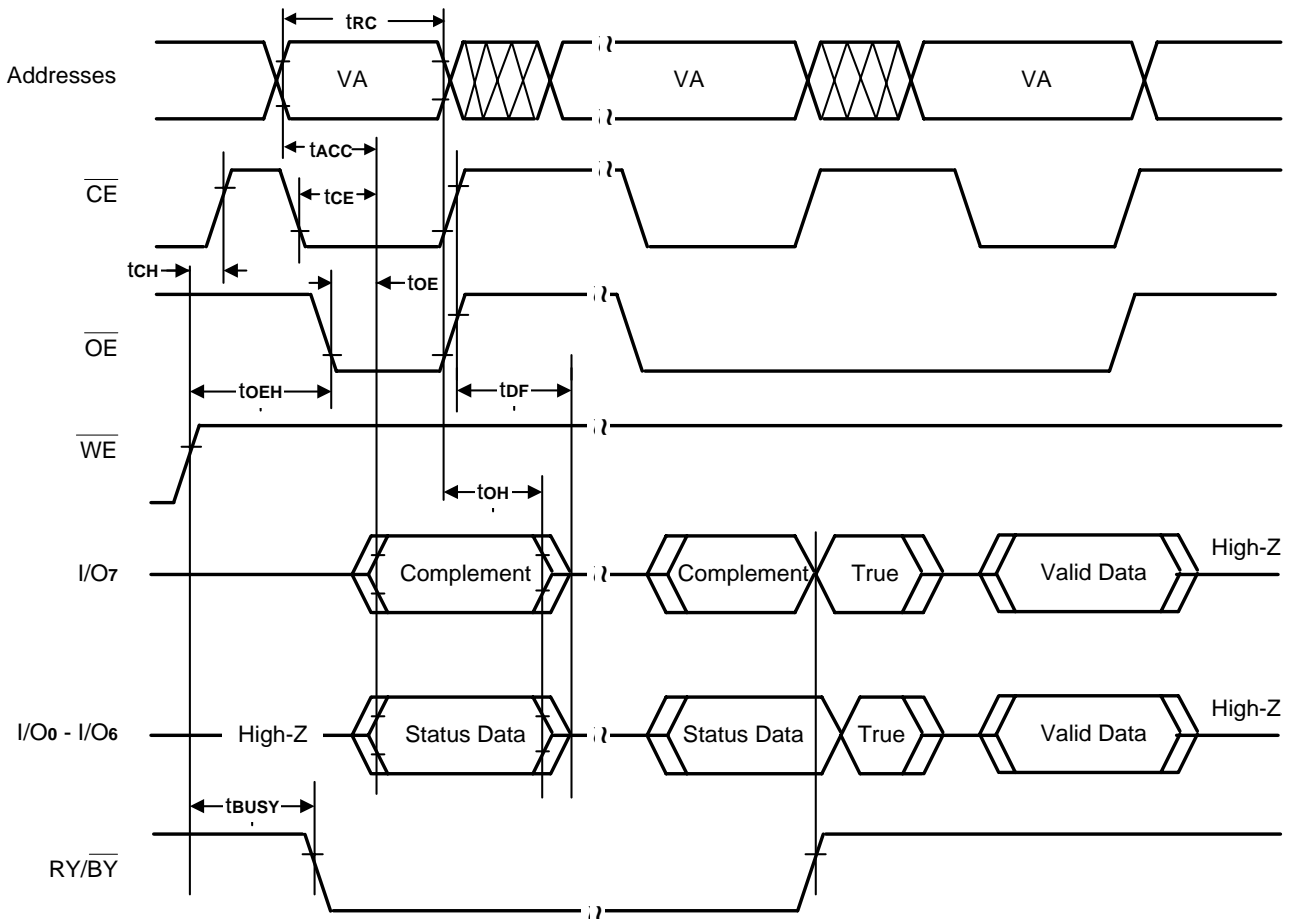 tRC
Addresses VA VA VA
tACC
CE
tCE
tCH
tOE
OE
tOEH
tDF
WE
tOH
I/O7 Complement Complement True Valid Data High-Z
I/O0 - I/O6 High-Z Status Data Status Data True Valid Data High-Z
tBUSY
RY/BY